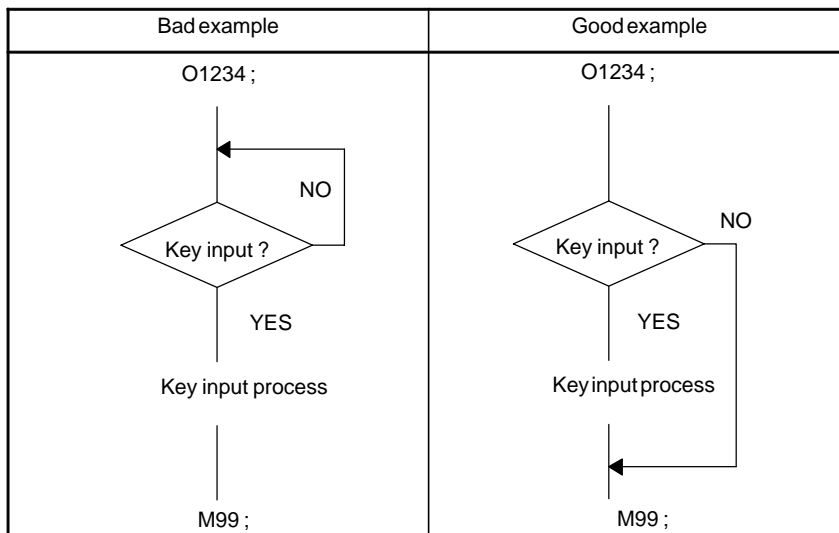 Bad example
Good example
O1234 ;
NO
Key input ?
YES
Key input process
M99 ;
O1234 ;
NO
Key input ?
YES
Key input process
M99 ;